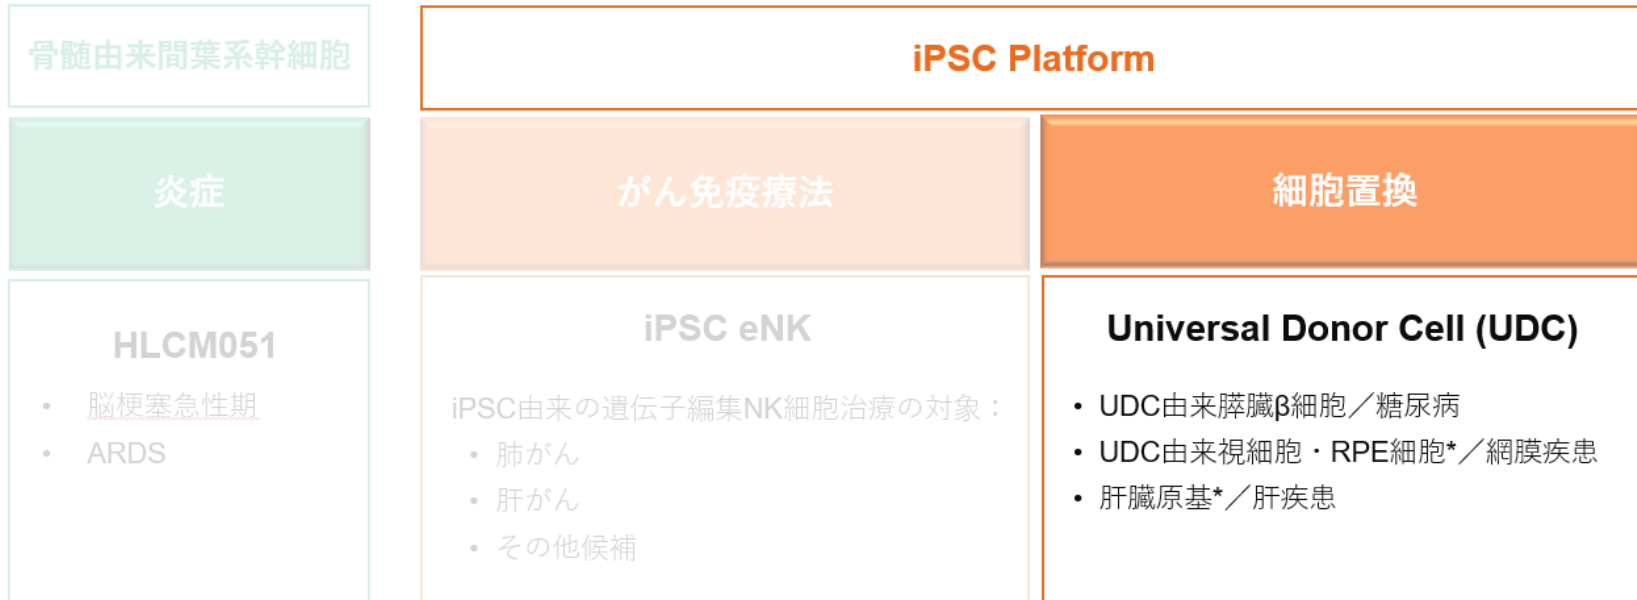 骨髄由来間葉系幹細胞
iPSC Platform
炎症
がん免疫療法
細胞置換
HLCM051
• 脳梗塞急性期
• ARDS
iPSC eNK
iPSC由来の遺伝子編集NK細胞治療の対象：
• 肺がん
• 肝がん
• その他候補
Universal Donor Cell (UDC)
• UDC由来膵臓β細胞／糖尿病
• UDC由来視細胞・RPE細胞*／網膜疾患
• 肝臓原基*／肝疾患